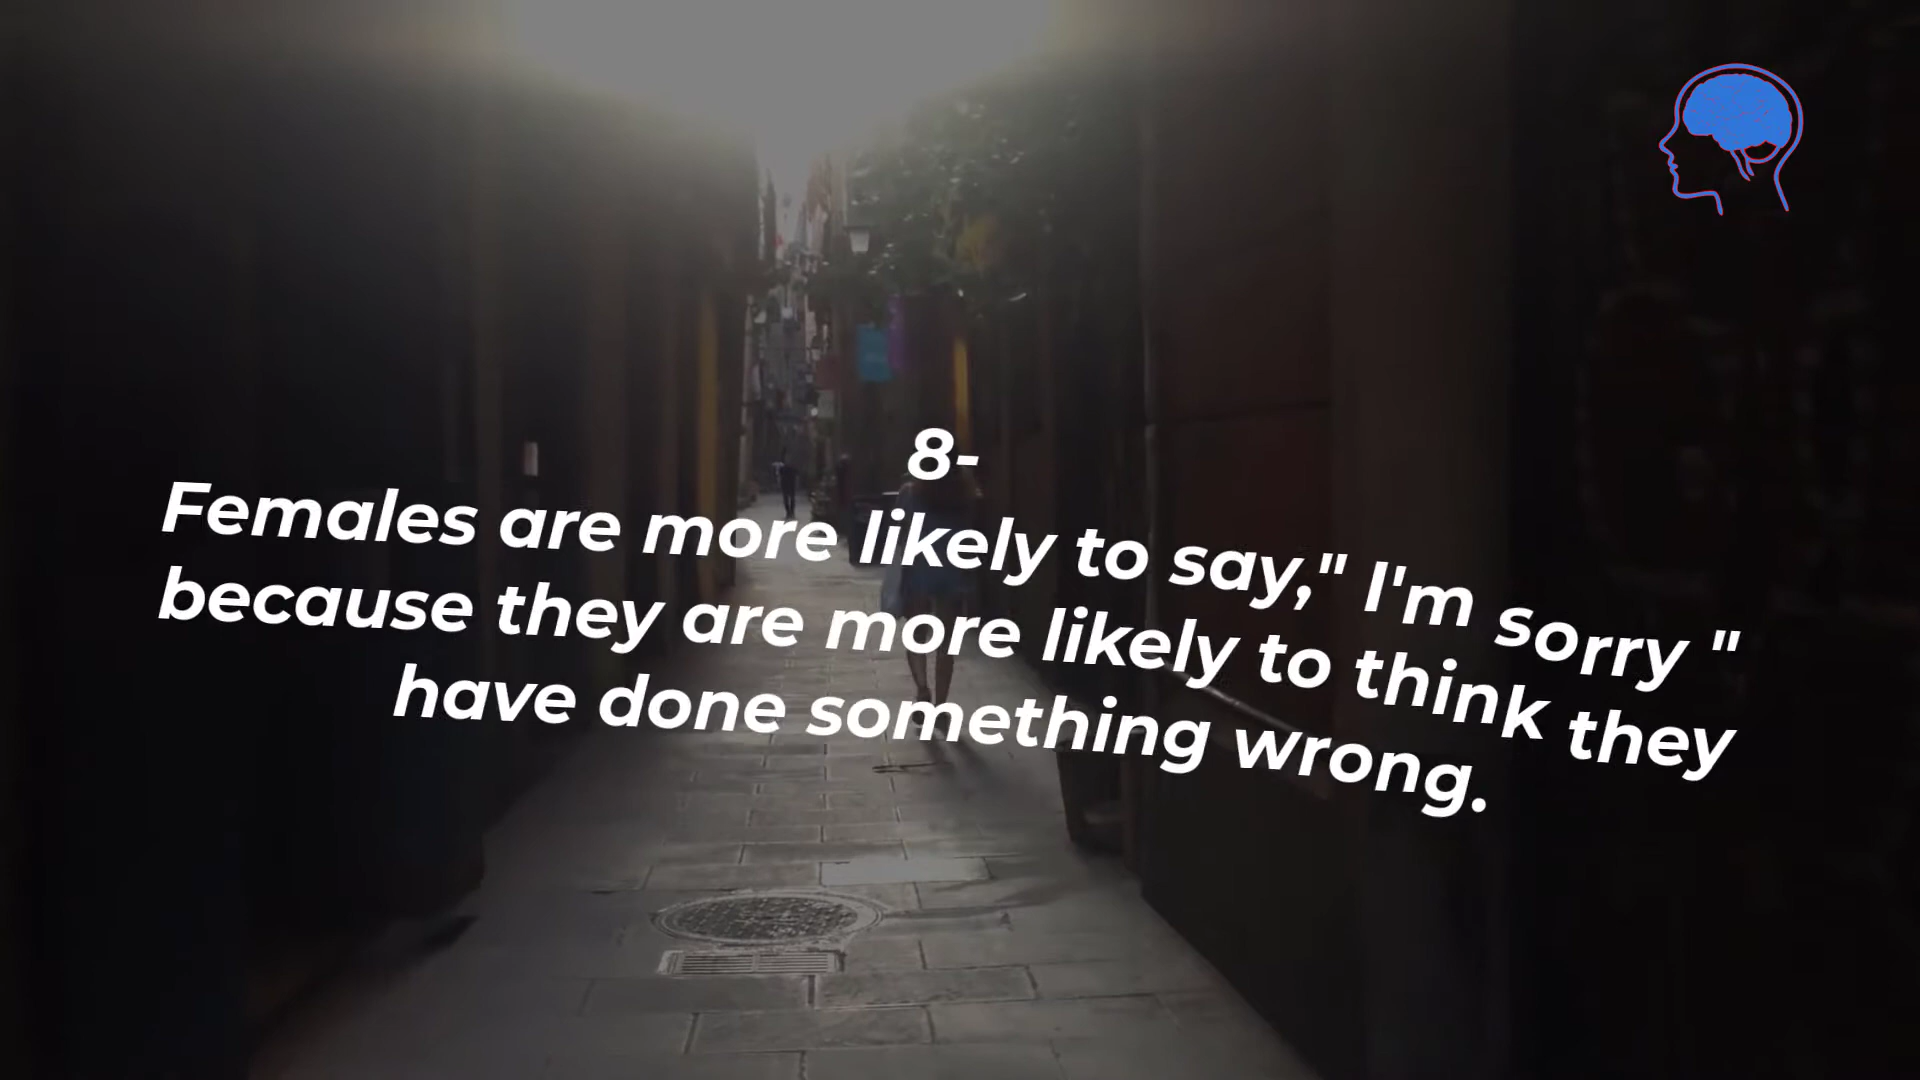 8-
Females are more likely to say," I'm sorry "
because they are more likely to think they
have done something wrong.